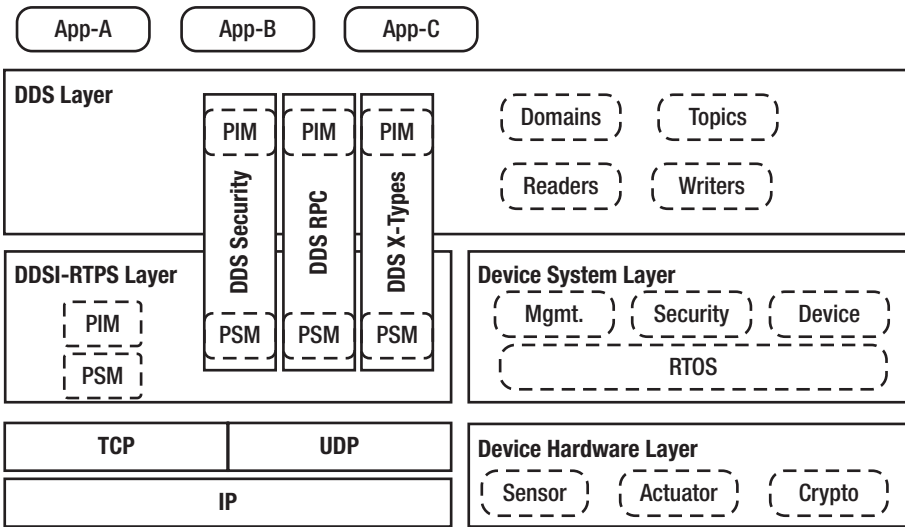 App-A App-B App-C
DDS Layer
PIM PIM PIM
Domains Topics
Readers Writers
DDS Security
DDS RPC
DDS X-Types
DDSI-RTPS Layer
PIM
PSM
PSM PSM PSM
Device System Layer
Mgmt. Security Device
RTOS
TCP UDP
IP
Device Hardware Layer
Sensor Actuator Crypto